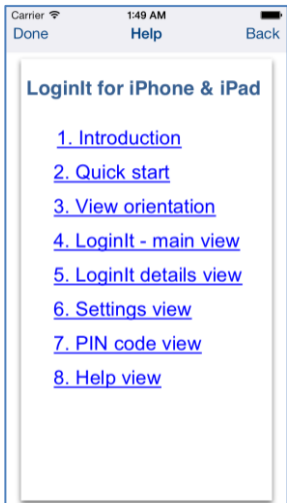 Carrier 1:49 AM
Done Help Back
LoginIt for iPhone & iPad
1. Introduction
2. Quick start
3. View orientation
4. LoginIt - main view
5. LoginIt details view
6. Settings view
7. PIN code view
8. Help view